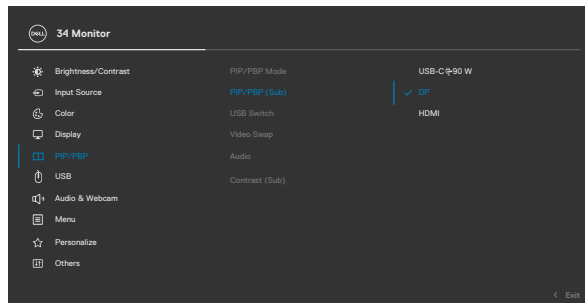 DELL 34 Monitor
Brightness/Contrast PIP/PBP Mode USB-C 90 W
Input Source PIP/PBP (Sub) DP
Color USB Switch HDMI
Display Video Swap
PIP/PBP Audio
USB Contrast (Sub)
Audio & Webcam
Menu
Personalize
Others
Exit